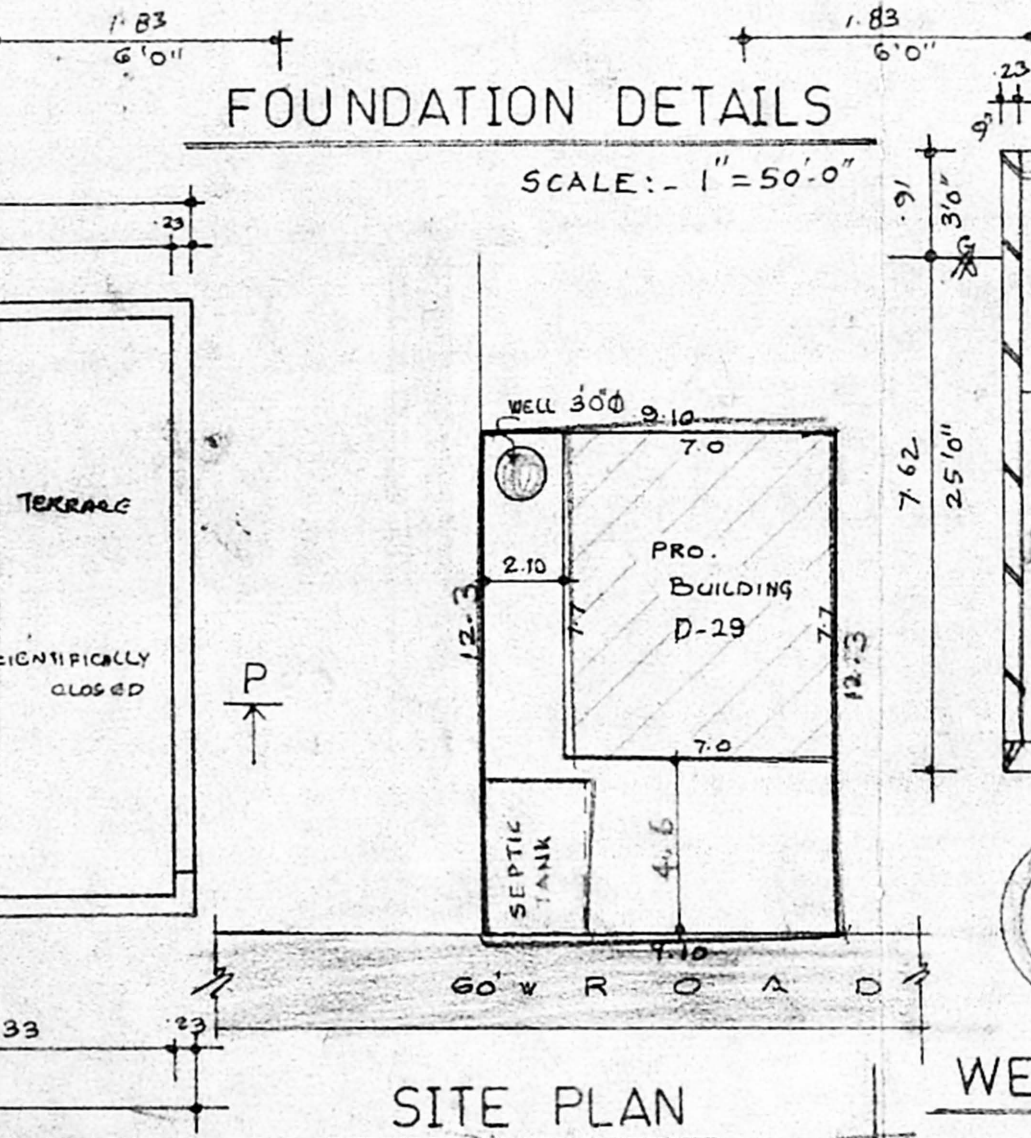 1.83
6'0"
1.83
6'0"
.23
9"
FOUNDATION DETAILS
SCALE:- 1"=50'-0"
.91
3'0"
.23
WELL 3'0"Φ
9.10
7.0
7.62
25'0"
TERRACE
PRO.
BUILDING
D-29
2.10
12.3
7.7
7.7
12.3
CIENTIFICALLY
CLOSED
P
7.0
4.6
SEPTIC
TANK
9.10
60' W ROAD
33
.23
SITE PLAN
WE